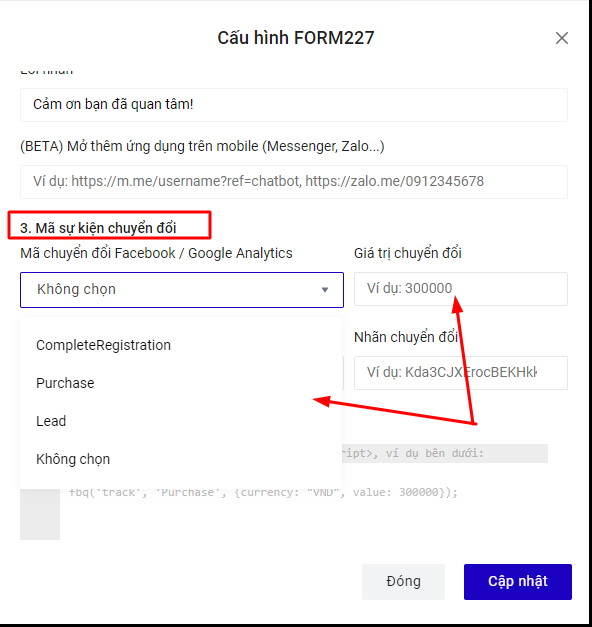 Cấu hình FORM227
Lời nhắn
Cảm ơn bạn đã quan tâm!
(BETA) Mở thêm ứng dụng trên mobile (Messenger, Zalo...)
Ví dụ: https://m.me/username?ref=chatbot, https://zalo.me/0912345678
3. Mã sự kiện chuyển đổi
Mã chuyển đổi Facebook / Google Analytics
Giá trị chuyển đổi
Không chọn
Ví dụ: 300000
Nhãn chuyển đổi
CompleteRegistration
Ví dụ: Kda3CJXErocBEKHkk
Purchase
Lead
Không chọn
ript>, ví dụ bên dưới:
fbq('track', 'Purchase', {currency: "VND", value: 300000});
Đóng
Cập nhật